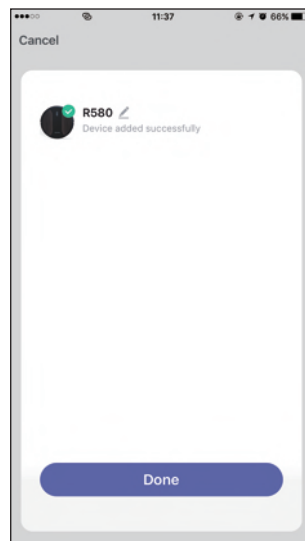 11:37
66%
Cancel
R580
Device added successfully
Done